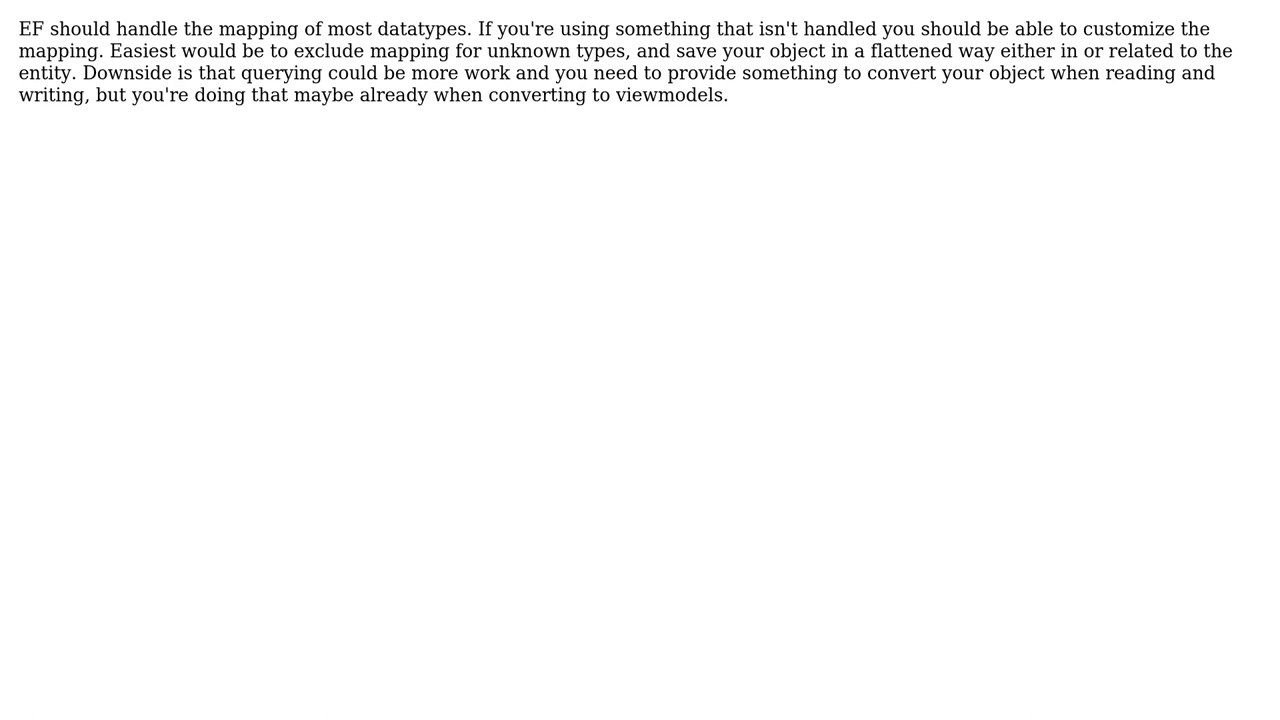 EF should handle the mapping of most datatypes. If you're using something that isn't handled you should be able to customize the
mapping. Easiest would be to exclude mapping for unknown types, and save your object in a flattened way either in or related to the
entity. Downside is that querying could be more work and you need to provide something to convert your object when reading and
writing, but you're doing that maybe already when converting to viewmodels.